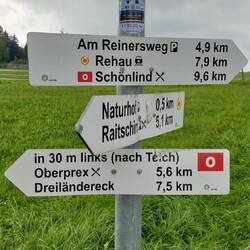 Am Reinersweg P 4,9 km
Rehau 7,9 km
Schönlind 9,6 km
Naturhof 0,5 km
Raitschin 5,1 km
in 30 m links (nach Teich)
Oberprex 5,6 km
Dreiländereck 7,5 km